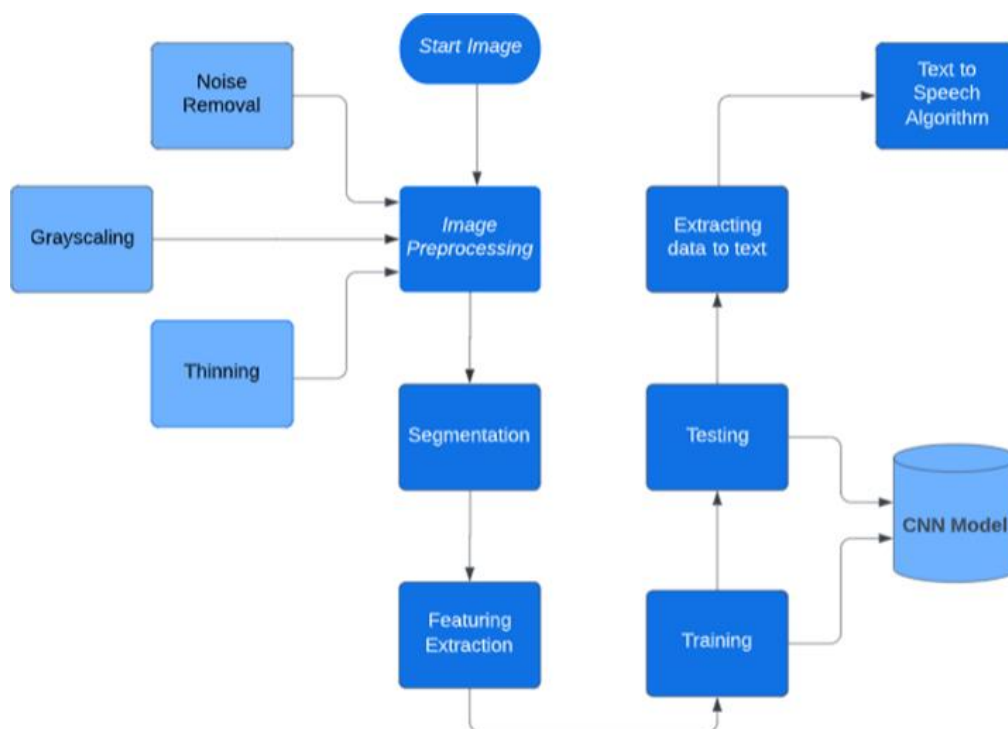 Start Image
Noise
Removal
Grayscaling
Thinning
Image
Preprocessing
Segmentation
Featuring
Extraction
Training
Testing
CNN Model
Extracting
data to text
Text to
Speech
Algorithm